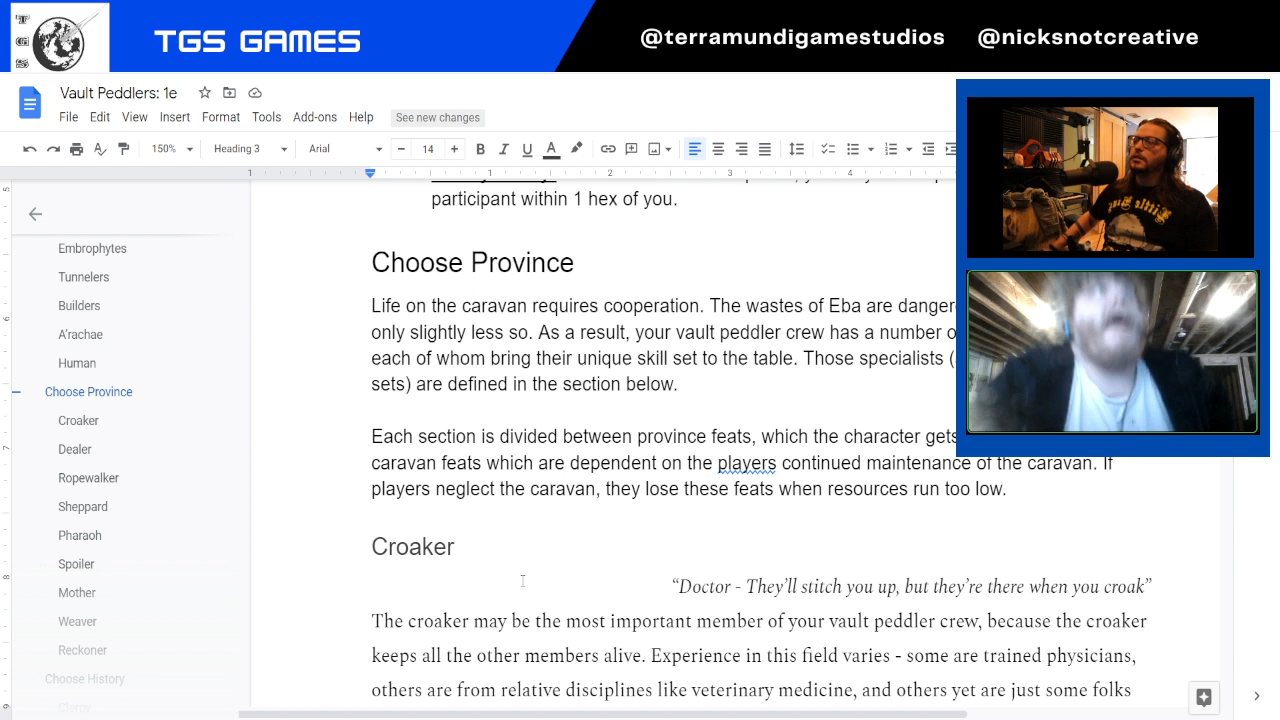 T
G
S
TGS GAMES
@terramundigamestudios @nicksnotcreative
Vault Peddlers: 1e
File Edit View Insert Format Tools Add-ons Help See new changes
150% Heading 3 Arial 14 B I U A
1 1 2 3 4
participant within 1 hex of you.
Embrophytes
Tunnelers
Builders
A'rachae
Human
Choose Province
Croaker
Dealer
Ropewalker
Sheppard
Pharaoh
Spoiler
Mother
Weaver
Reckoner
Choose History
Clergy
Choose Province
Life on the caravan requires cooperation. The wastes of Eba are
only slightly less so. As a result, your vault peddler crew has a number
each of whom bring their unique skill set to the table. Those specialists
sets) are defined in the section below.
Each section is divided between province feats, which the character gets
caravan feats which are dependent on the players continued maintenance of the caravan. If
players neglect the caravan, they lose these feats when resources run too low.
Croaker
“Doctor - They’ll stitch you up, but they’re there when you croak”
The croaker may be the most important member of your vault peddler crew, because the croaker
keeps all the other members alive. Experience in this field varies - some are trained physicians,
others are from relative disciplines like veterinary medicine, and others yet are just some folks